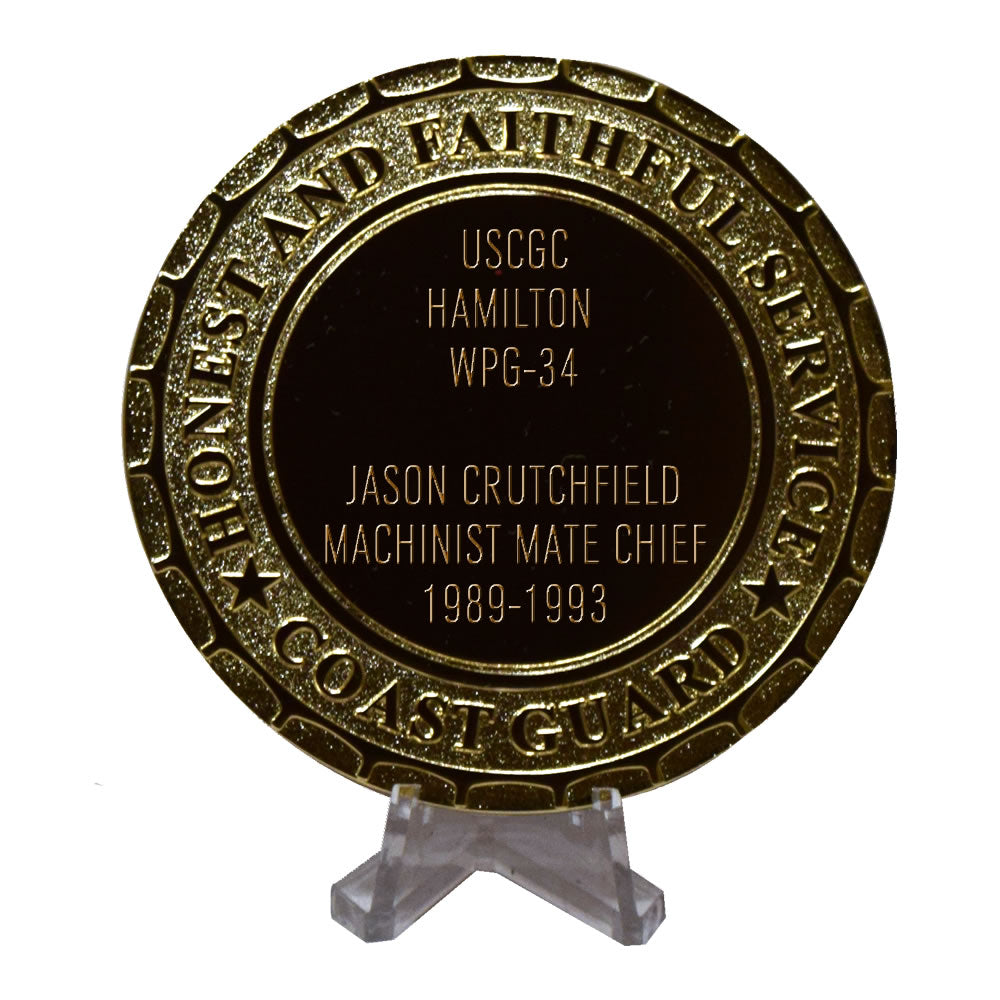 HONEST AND FAITHFUL SERVICE
USCGC
HAMILTON
WPG-34
JASON CRUTCHFIELD
MACHINIST MATE CHIEF
1989-1993
★ COAST GUARD ★